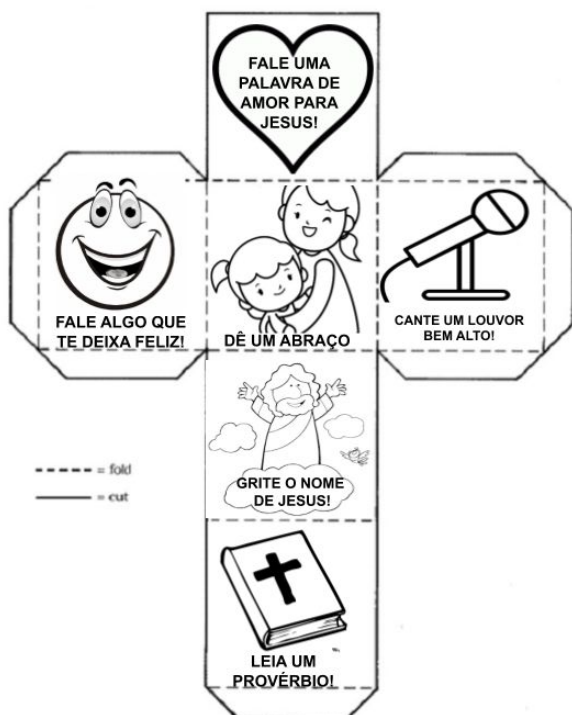 FALE UMA
PALAVRA DE
AMOR PARA
JESUS!
FALE ALGO QUE
TE DEIXA FELIZ!
DÊ UM ABRAÇO
CANTE UM LOUVOR
BEM ALTO!
GRITE O NOME
DE JESUS!
= fold
= cut
LEIA UM
PROVÉRBIO!